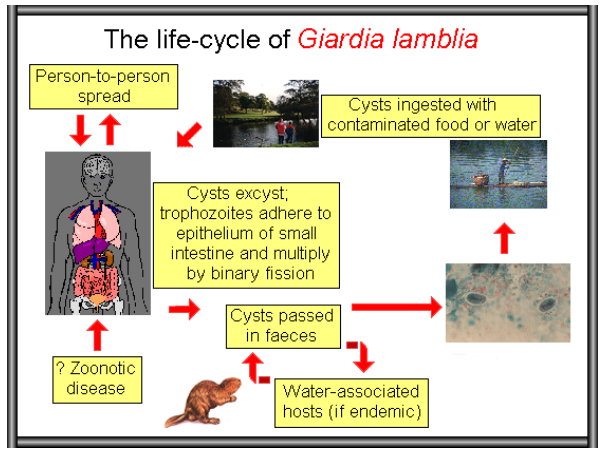 The life-cycle of Giardia lamblia
Person-to-person
spread
Cysts ingested with
contaminated food or water
Cysts excyst;
trophozoites adhere to
epithelium of small
intestine and multiply
by binary fission
Cysts passed
in faeces
? Zoonotic
disease
Water-associated
hosts (if endemic)